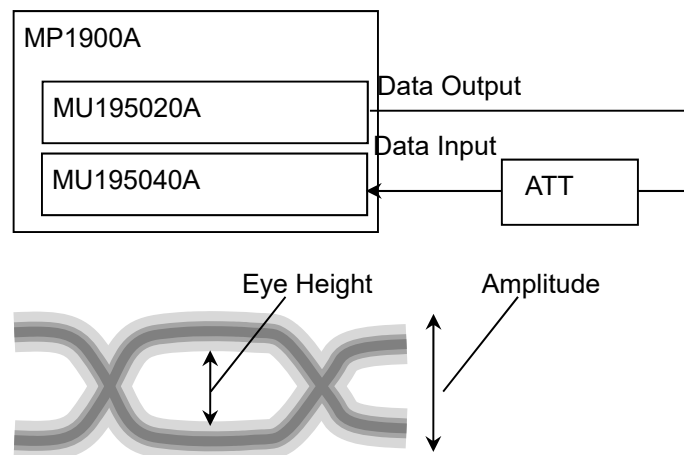 MP1900A
Data Output
MU195020A
Data Input
MU195040A
ATT
Eye Height
Amplitude